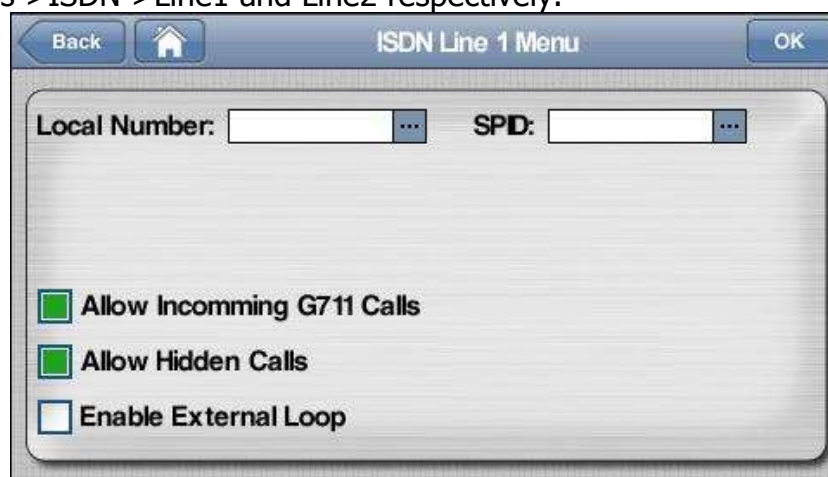 s >ISDN >Line1 and Line2 respectively.
Back ISDN Line 1 Menu OK
Local Number: ... SPID: ...
Allow Incomming G711 Calls
Allow Hidden Calls
Enable External Loop